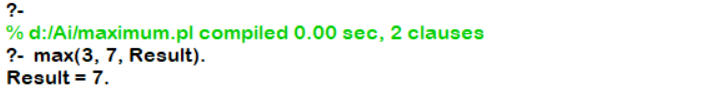 ?-
% d:/Ai/maximum.pl compiled 0.00 sec, 2 clauses
?- max(3, 7, Result).
Result = 7.